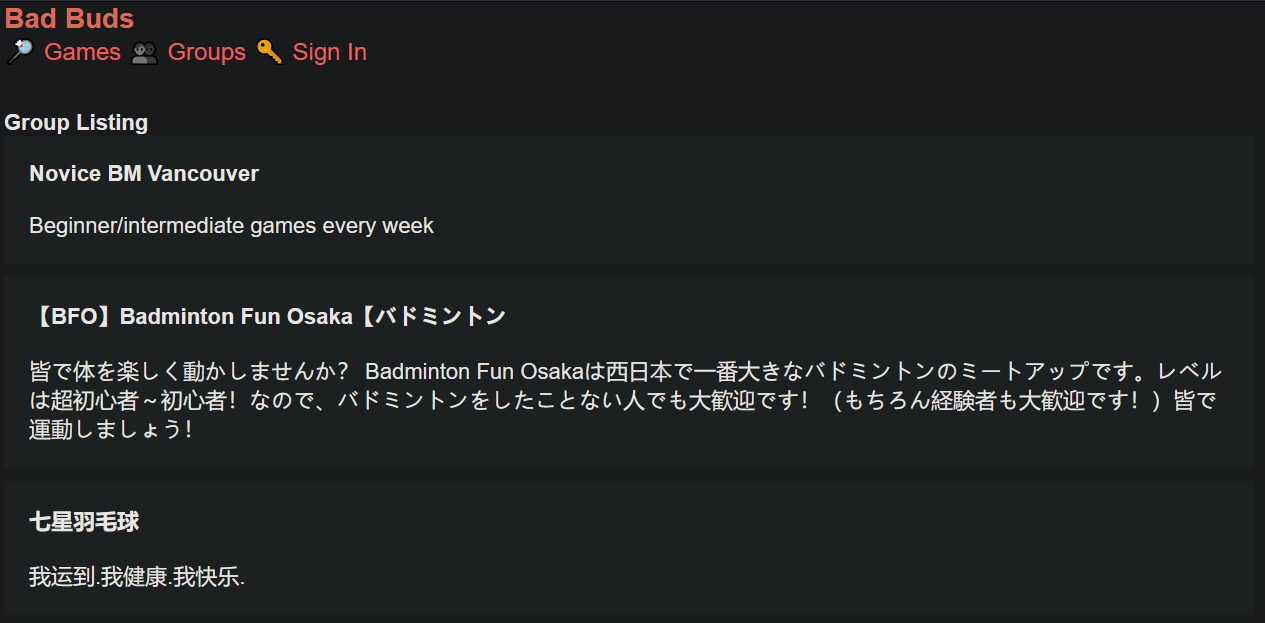 Bad Buds
Games Groups Sign In
Group Listing
Novice BM Vancouver
Beginner/intermediate games every week
【BFO】Badminton Fun Osaka【バドミントン
皆で体を楽しく動かしませんか？ Badminton Fun Osakaは西日本で一番大きなバドミントンのミートアップです。レベル
は超初心者～初心者！なので、バドミントンをしたことない人でも大歓迎です！（もちろん経験者も大歓迎です！）皆で
運動しましょう！
七星羽毛球
我运到.我健康.我快乐.